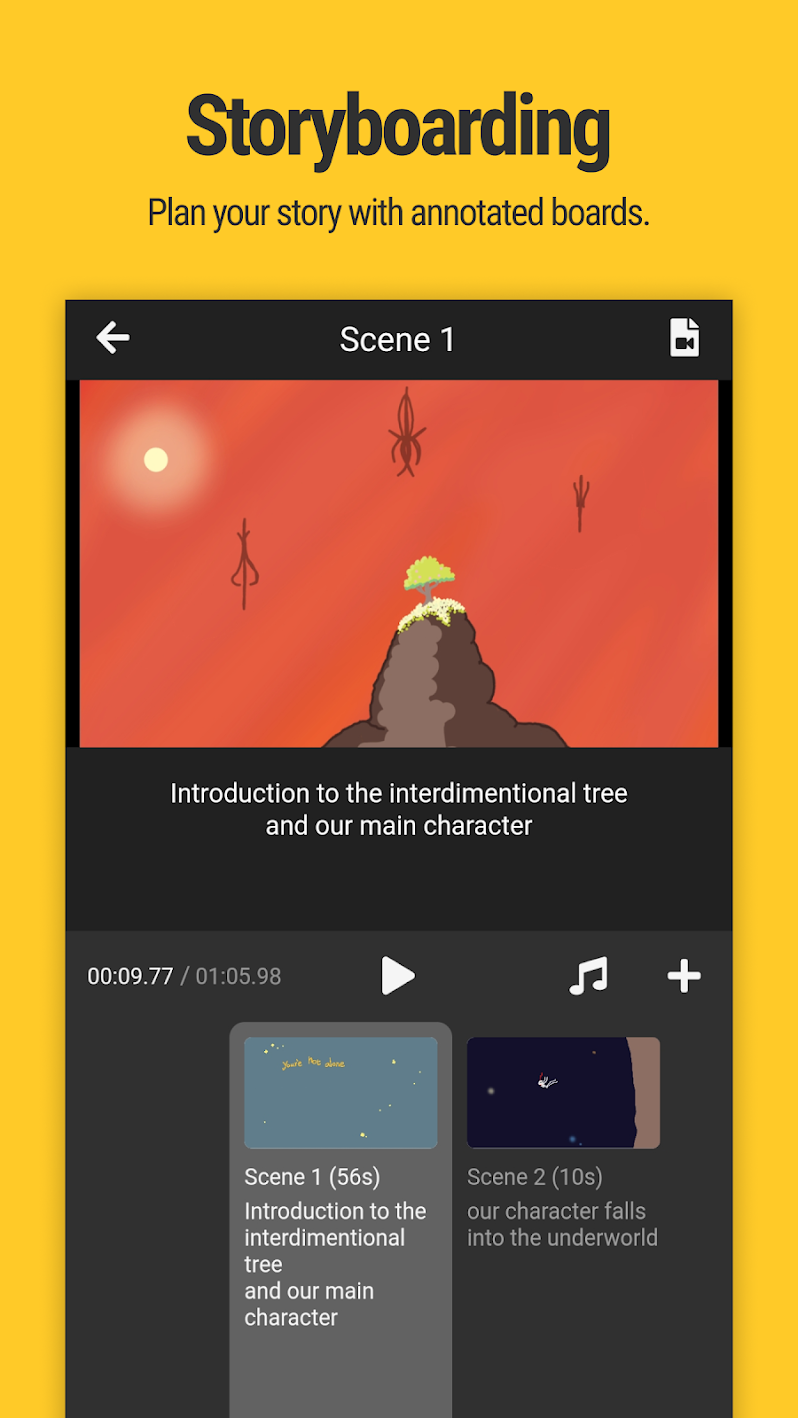 Storyboarding
Plan your story with annotated boards.
Scene 1
Introduction to the interdimentional tree
and our main character
00:09.77 / 01:05.98
You're Not alone
Scene 1 (56s)
Scene 2 (10s)
Introduction to the
interdimentional
tree
and our main
character
our character falls
into the underworld